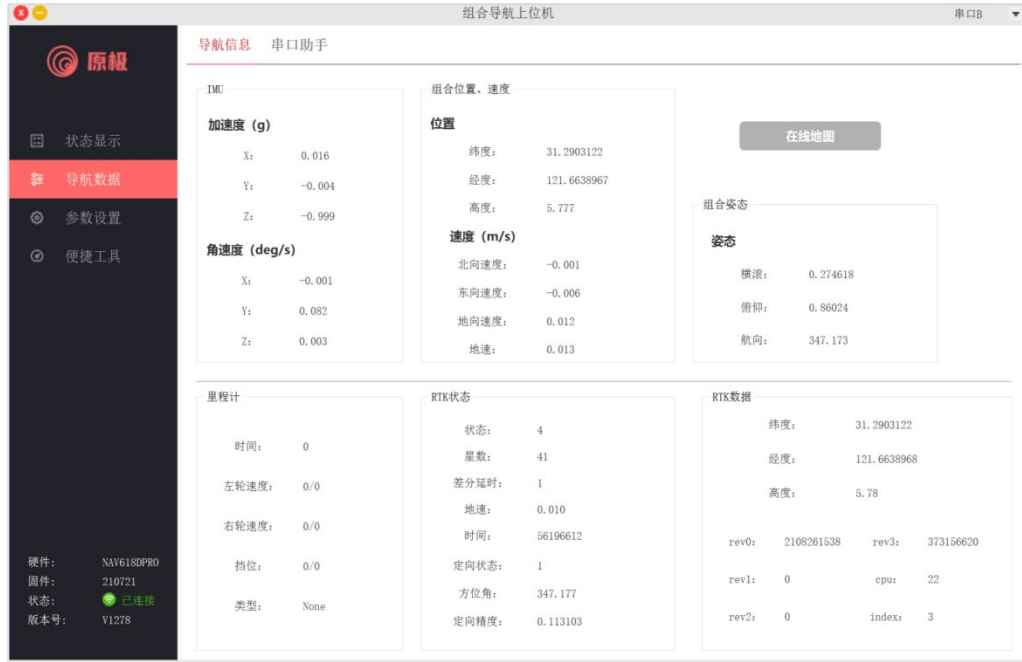 组合导航上位机
串口B
原极
导航信息 串口助手
状态显示
导航数据
参数设置
便捷工具
硬件: NAV618DPRO
固件: 210721
状态: 已连接
版本号: V1278
IMU
加速度 (g)
X: 0.016
Y: -0.004
Z: -0.999
角速度 (deg/s)
X: -0.001
Y: 0.082
Z: 0.003
组合位置、速度
位置
纬度: 31.2903122
经度: 121.6638967
高度: 5.777
速度 (m/s)
北向速度: -0.001
东向速度: -0.006
地向速度: 0.012
地速: 0.013
在线地图
组合姿态
姿态
横滚: 0.274618
俯仰: 0.86024
航向: 347.173
里程计
时间: 0
左轮速度: 0/0
右轮速度: 0/0
挡位: 0/0
类型: None
RTK状态
状态: 4
星数: 41
差分延时: 1
地速: 0.010
时间: 56196612
定向状态: 1
方位角: 347.177
定向精度: 0.113103
RTK数据
纬度: 31.2903122
经度: 121.6638968
高度: 5.78
rev0: 2108261538 rev3: 373156620
rev1: 0 cpu: 22
rev2: 0 index: 3